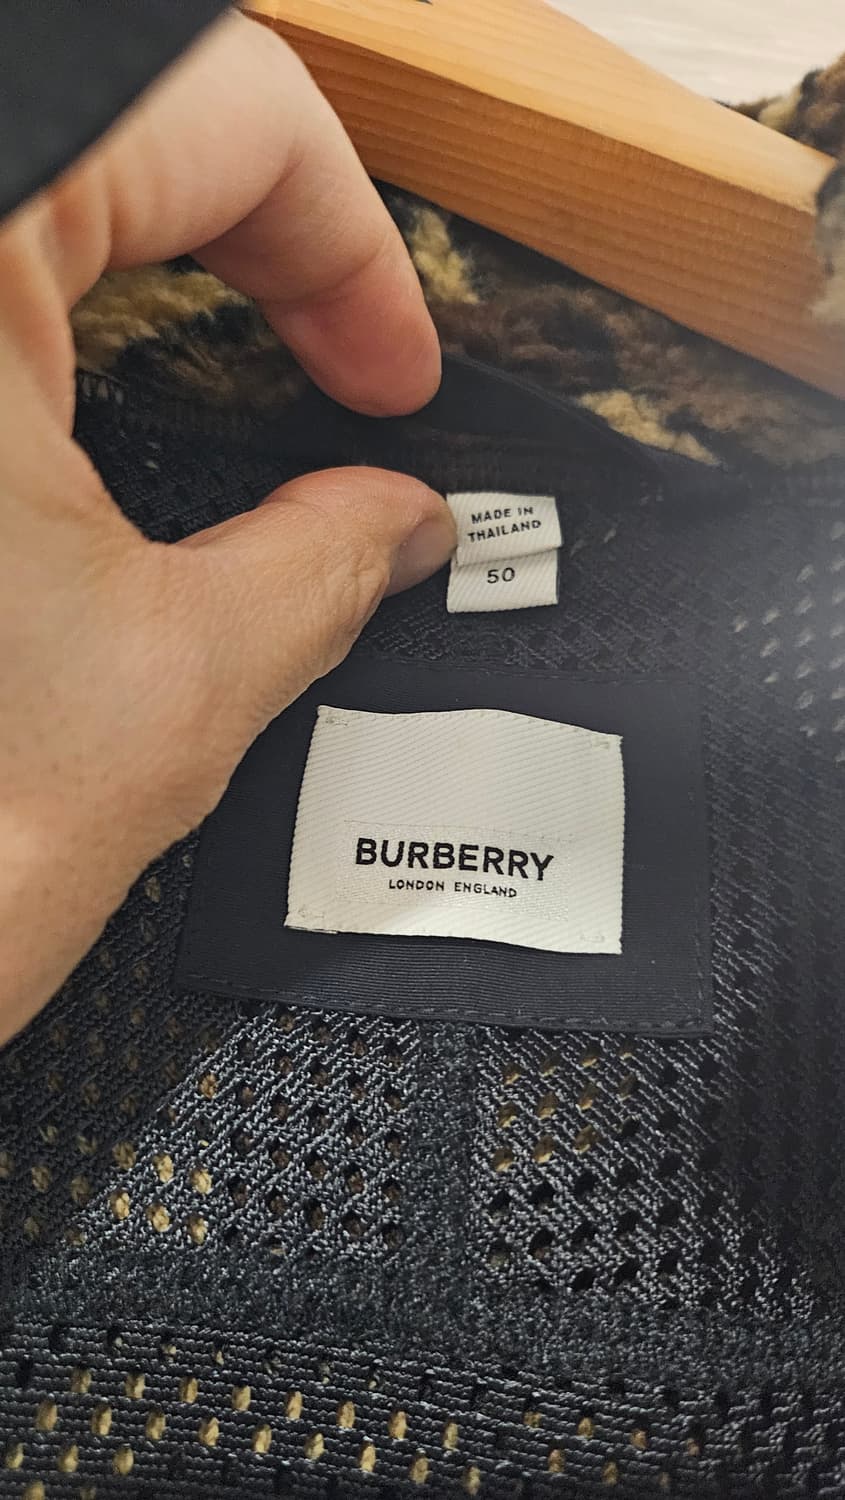 MADE IN
THAILAND
50
BURBERRY
LONDON ENGLAND